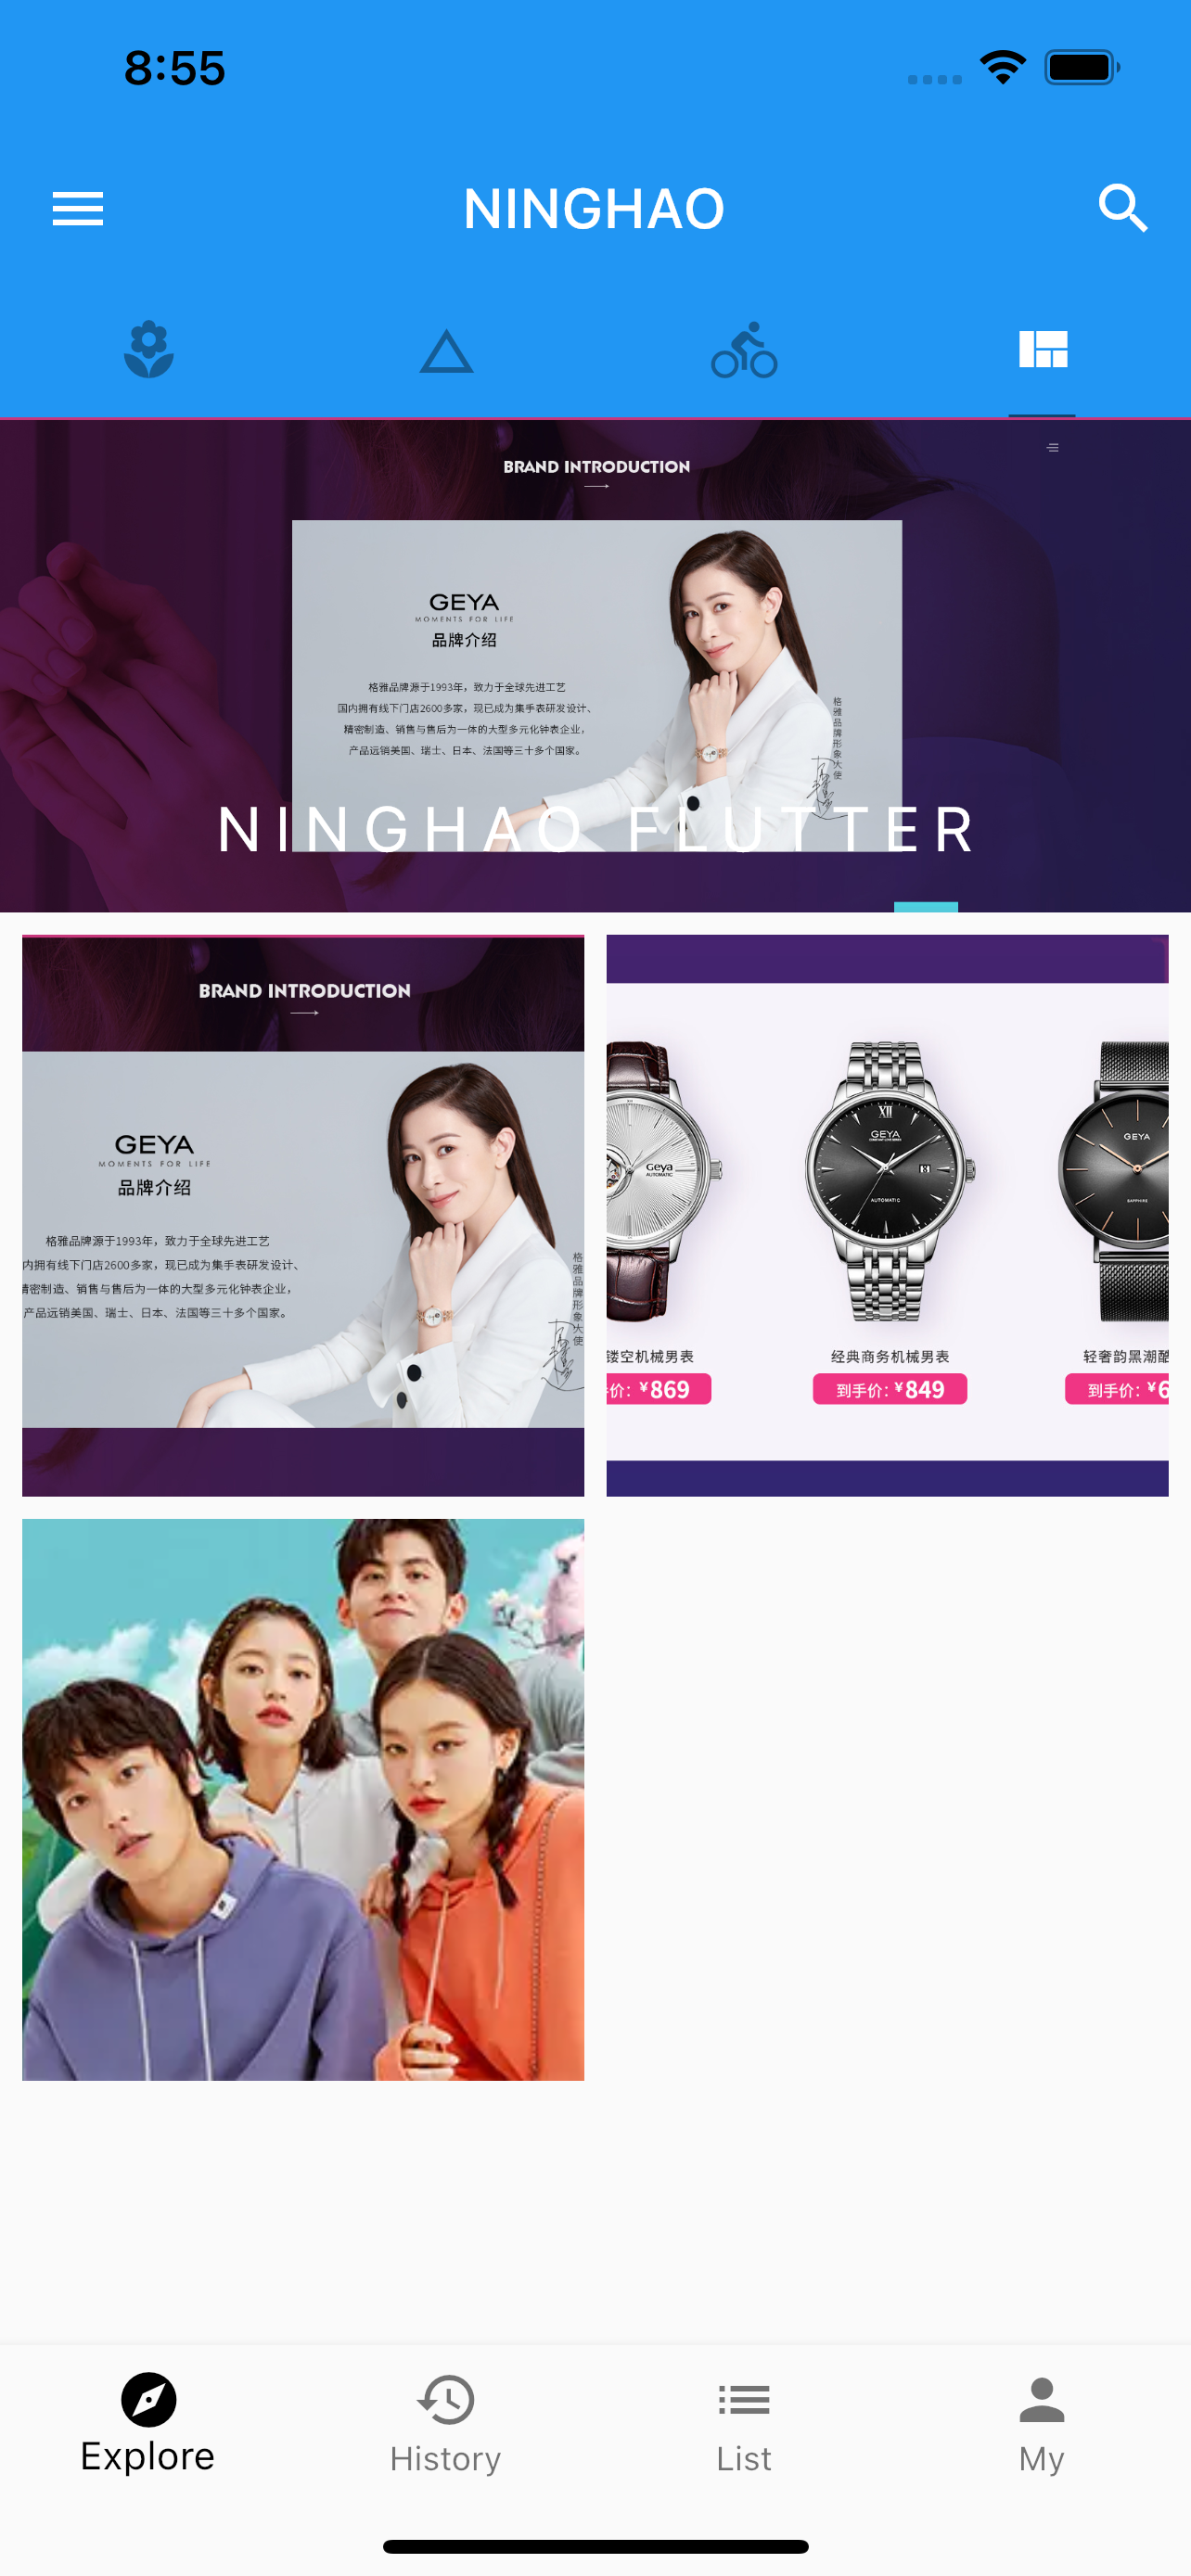 8:55
NINGHAO
BRAND INTRODUCTION
GEYA
MOMENTS FOR LIFE
品牌介绍
格雅品牌源于1993年，致力于全球先进工艺
国内拥有线下门店2600多家，现已成为集手表研发设计、
精密制造、销售与售后为一体的大型多元化钟表企业，
产品远销美国、瑞士、日本、法国等三十多个国家。
格雅品牌形象大使
NINGHAO FLUTTER
BRAND INTRODUCTION
GEYA
MOMENTS FOR LIFE
品牌介绍
格雅品牌源于1993年，致力于全球先进工艺
内拥有线下门店2600多家，现已成为集手表研发设计、
精密制造、销售与售后为一体的大型多元化钟表企业，
产品远销美国、瑞士、日本、法国等三十多个国家。
格雅品牌形象大使
Geya
AUTOMATIC
XII
GEYA
8
AUTOMATIC
GEYA
SAPPHIRE
镂空机械男表
经典商务机械男表
轻奢韵黑潮酷
价：¥869
到手价：¥849
到手价：¥6
Explore
History
List
My